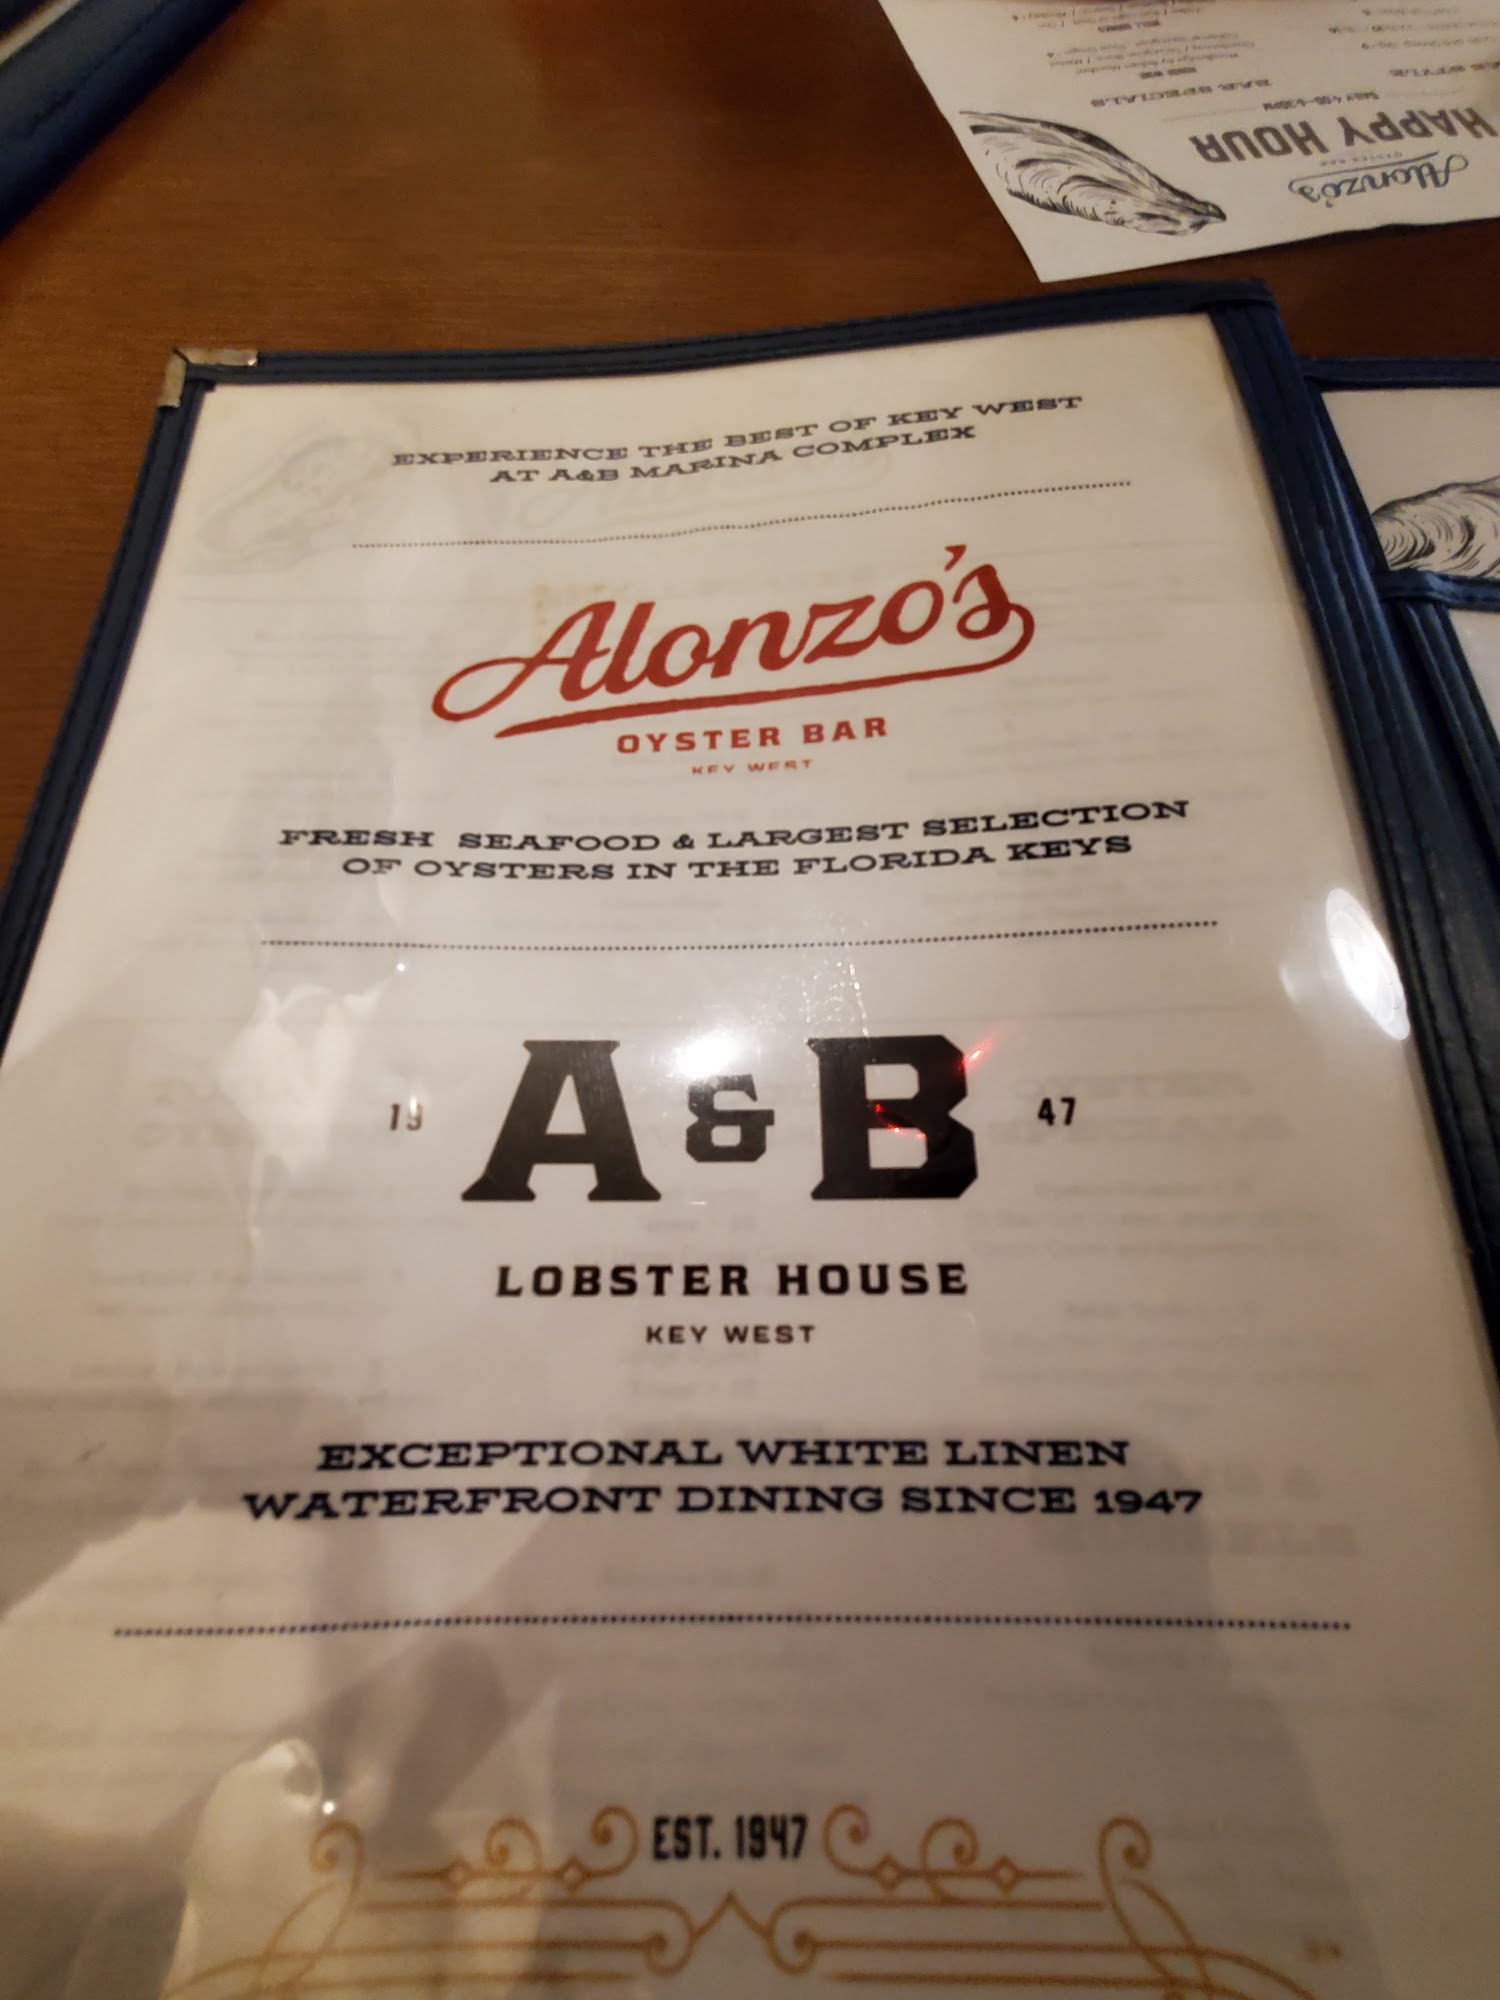 EXPERIENCE THE BEST OF KEY WEST
AT A&B MARINA COMPLEX
Alonzo's
OYSTER BAR
KEY WEST
FRESH SEAFOOD & LARGEST SELECTION
OF OYSTERS IN THE FLORIDA KEYS
19 A & B 47
LOBSTER HOUSE
KEY WEST
EXCEPTIONAL WHITE LINEN
WATERFRONT DINING SINCE 1947
EST. 1947
Alonzo's
OYSTER BAR
HAPPY HOUR
BAR SPECIALS